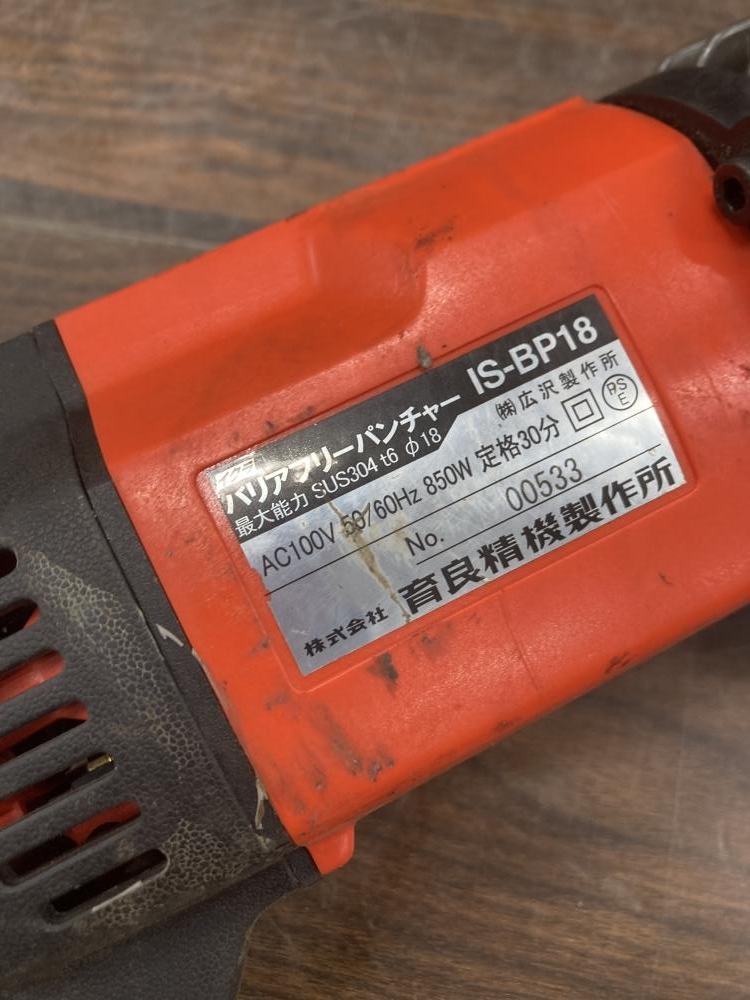 バリアフリーパンチャー IS-BP18
最大能力 SUS304 t6 φ18
㈱広沢製作所
AC100V 50/60Hz 850W 定格30分
PSE
No. 00533
株式会社 育良精機製作所